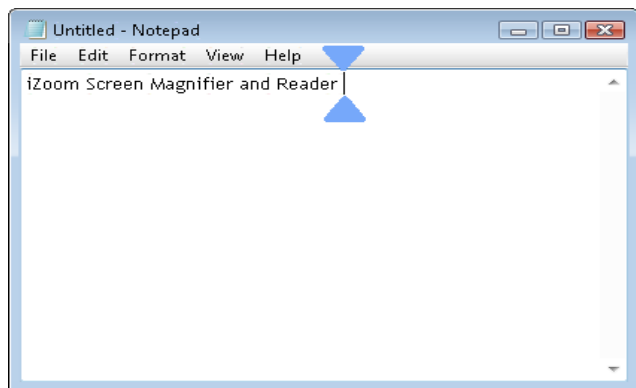 Untitled - Notepad
File Edit Format View Help
iZoom Screen Magnifier and Reader